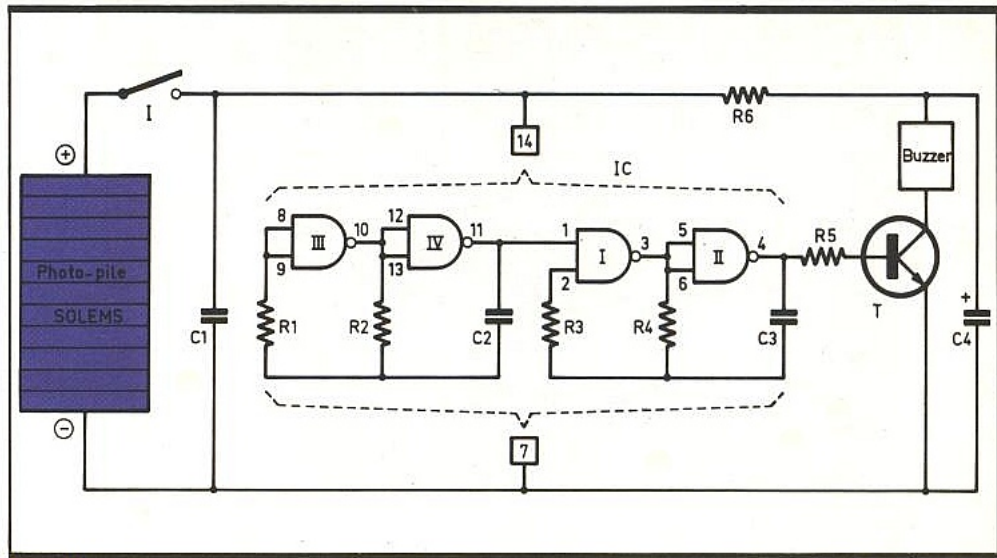 I
R6
14
Buzzer
IC
8
9
III
10
12
13
IV
11
1
2
I
3
5
6
II
4
R5
T
Photo-pile
SOLEMS
C1
R1
R2
C2
R3
R4
C3
+
C4
7
+
−